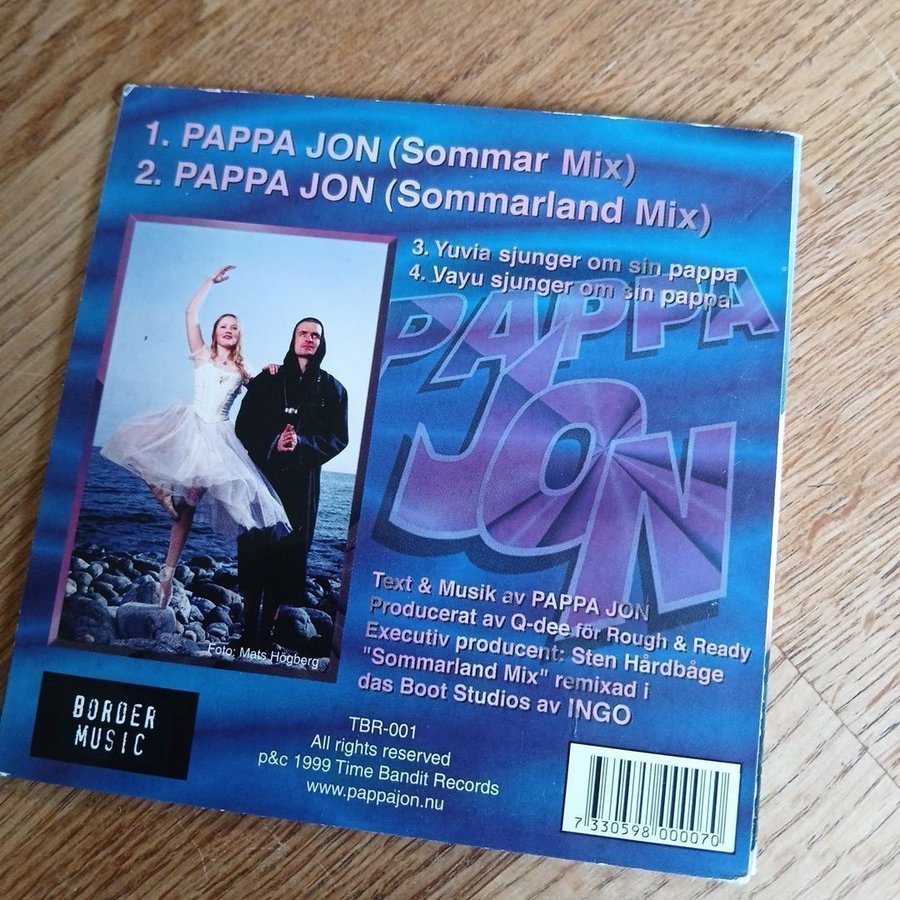 1. PAPPA JON (Sommar Mix)
2. PAPPA JON (Sommarland Mix)
3. Yuvia sjunger om sin pappa
4. Vayu sjunger om sin pappa
PAPPA
JON
Text & Musik av PAPPA JON
Producerat av Q-dee för Rough & Ready
Executiv producent: Sten Hårdbåge
"Sommarland Mix" remixad i
das Boot Studios av INGO
Foto: Mats Högberg
BORDER
MUSIC
TBR-001
All rights reserved
p&c 1999 Time Bandit Records
www.pappajon.nu
7 330598 000070